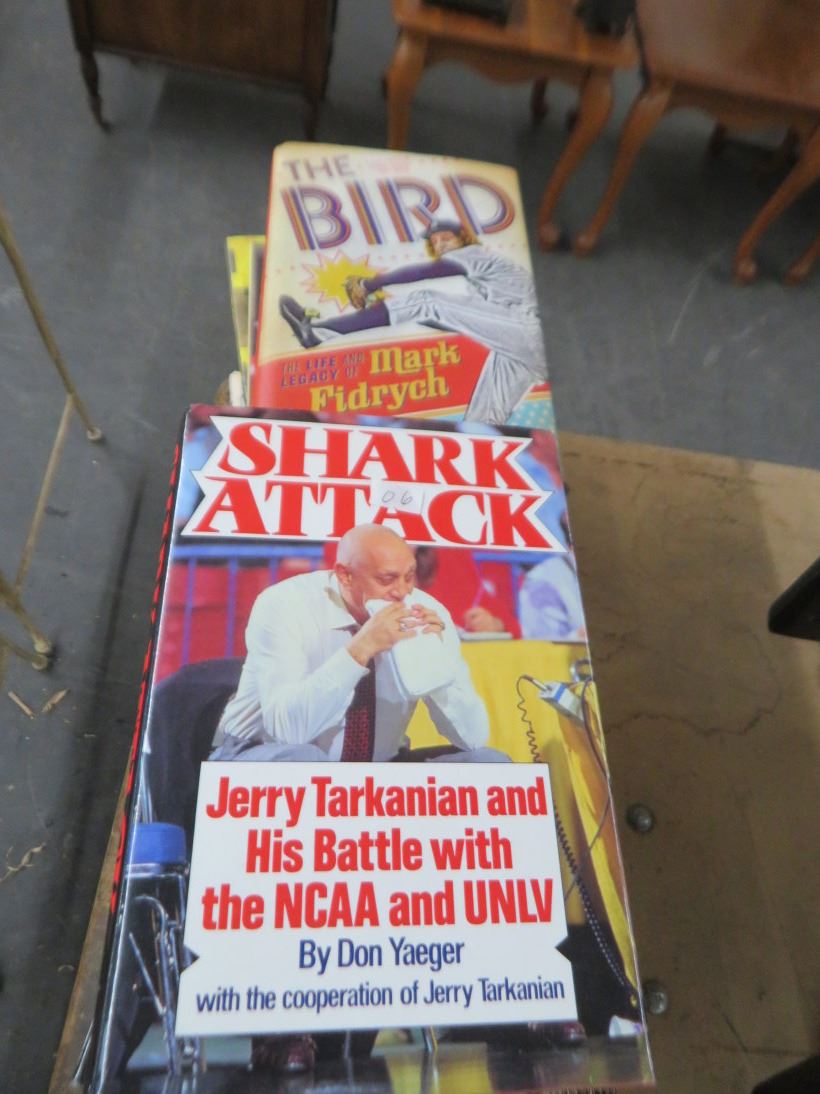 THE
BIRD
THE LIFE AND
LEGACY OF
Mark
Fidrych
SHARK
ATTACK
06
Jerry Tarkanian and
His Battle with
the NCAA and UNLV
By Don Yaeger
with the cooperation of Jerry Tarkanian